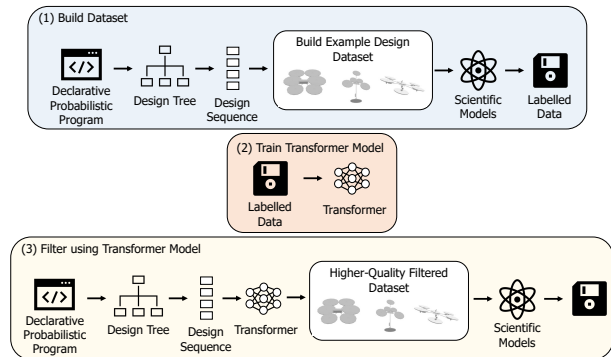 (1) Build Dataset
</>
Declarative
Probabilistic
Program
Design Tree
Design
Sequence
Build Example Design
Dataset
Scientific
Models
Labelled
Data
(2) Train Transformer Model
Labelled
Data
Transformer
(3) Filter using Transformer Model
</>
Declarative
Probabilistic
Program
Design Tree
Design
Sequence
Transformer
Higher-Quality Filtered
Dataset
Scientific
Models